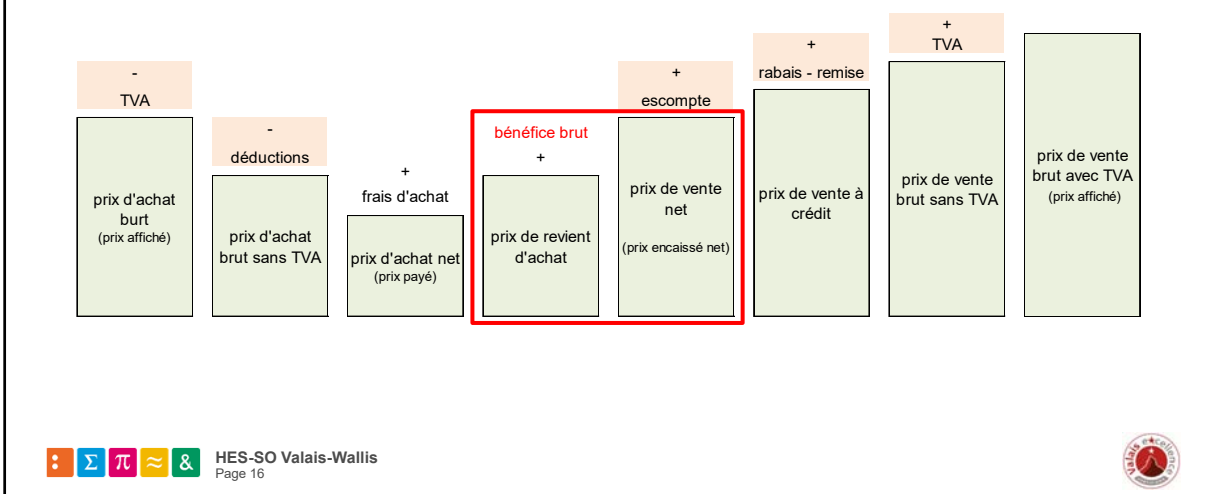 -
TVA
prix d'achat
burt
(prix affiché)
-
déductions
prix d'achat
brut sans TVA
+
frais d'achat
prix d'achat net
(prix payé)
bénéfice brut
+
prix de revient
d'achat
+
escompte
prix de vente
net
(prix encaissé net)
+
rabais - remise
prix de vente à
crédit
+
TVA
prix de vente
brut sans TVA
prix de vente
brut avec TVA
(prix affiché)
: Σ π ≈ &
HES-SO Valais-Wallis
Page 16
Valais excellence